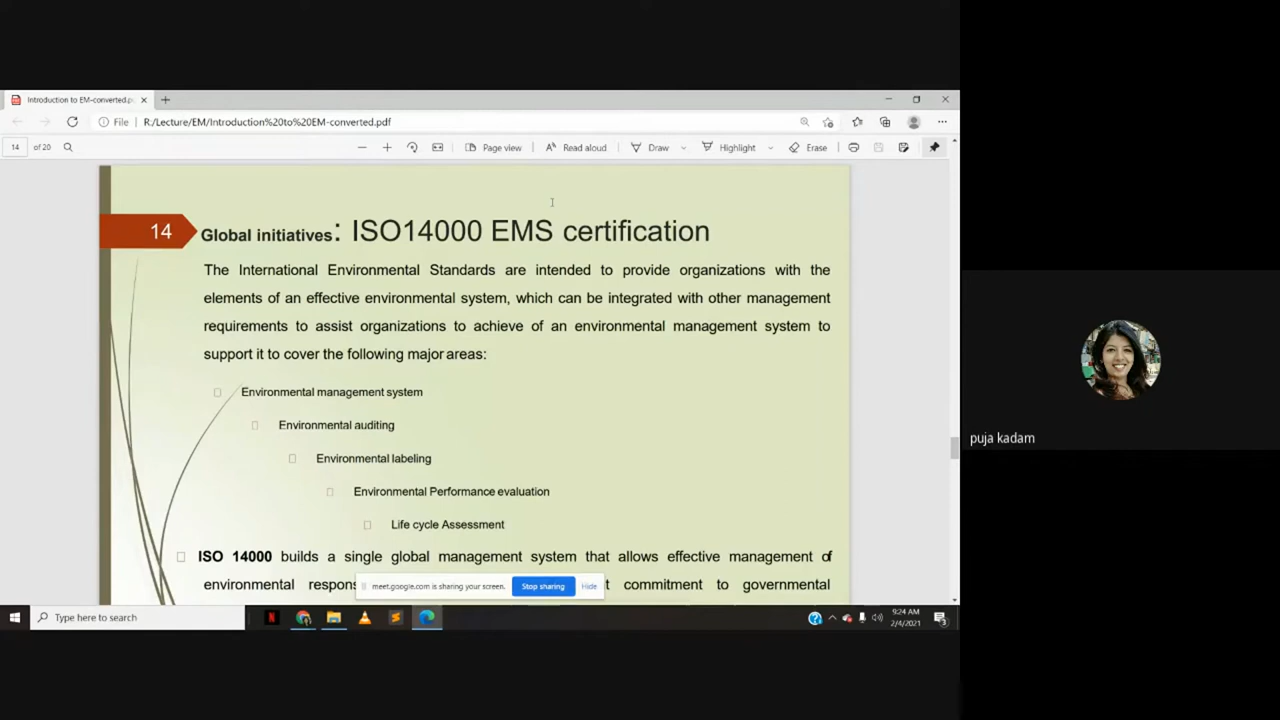 Introduction to EM-converted.pc
File
R:/Lecture/EM/Introduction%20to%20EM-converted.pdf
14 of 20
Page view
Read aloud
Draw
Highlight
Erase
14
Global initiatives: ISO14000 EMS certification
The International Environmental Standards are intended to provide organizations with the
elements of an effective environmental system, which can be integrated with other management
requirements to assist organizations to achieve of an environmental management system to
support it to cover the following major areas:
Environmental management system
Environmental auditing
Environmental labeling
Environmental Performance evaluation
Life cycle Assessment
ISO 14000 builds a single global management system that allows effective management of
environmental respons t commitment to governmental
meet.google.com is sharing your screen. Stop sharing Hide
puja kadam
Type here to search
9:24 AM
2/4/2021
3